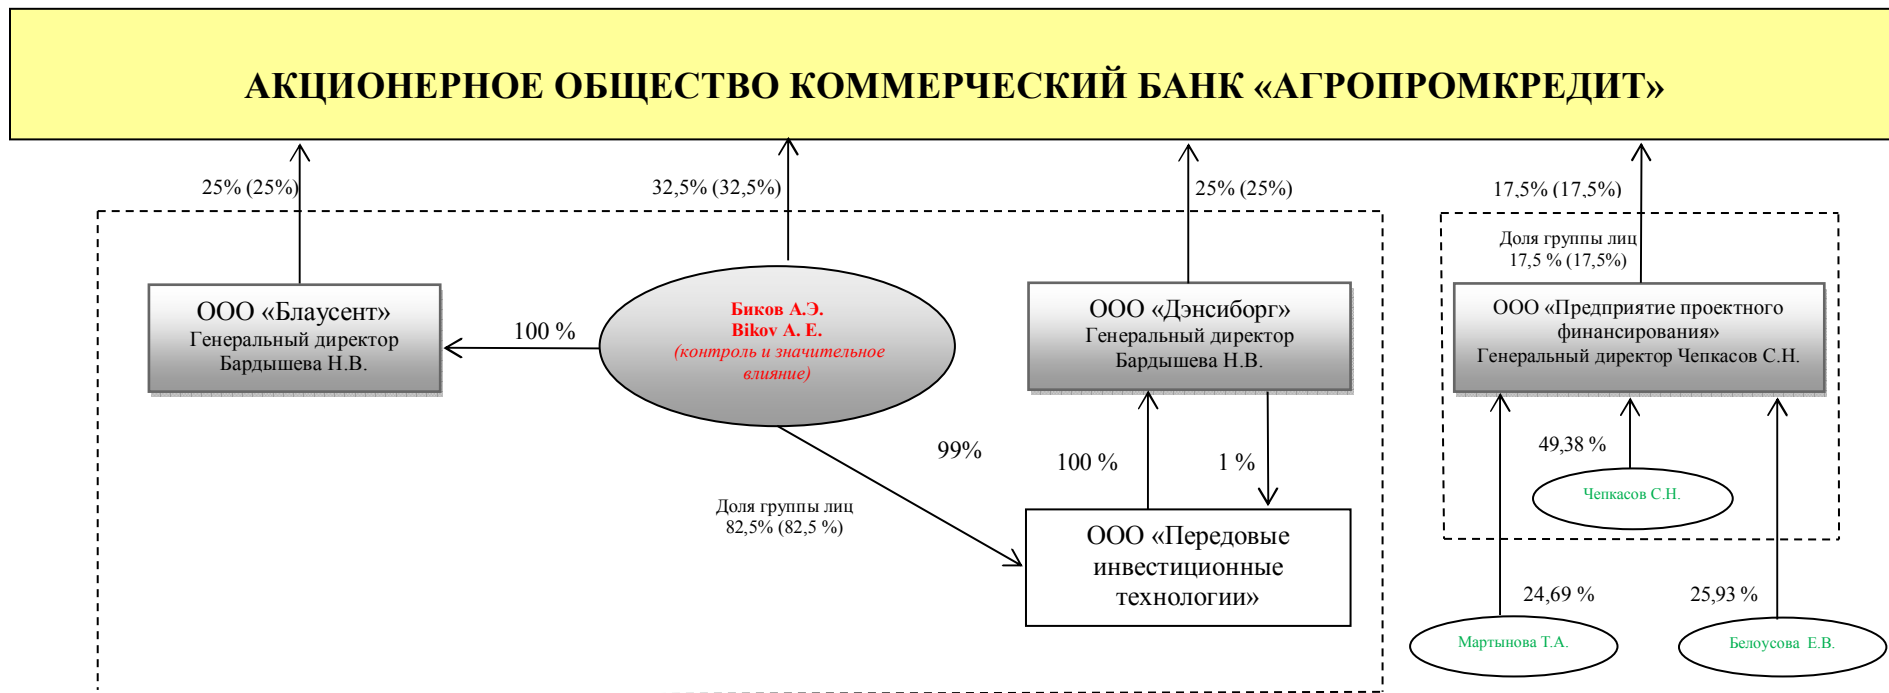 АКЦИОНЕРНОЕ ОБЩЕСТВО КОММЕРЧЕСКИЙ БАНК «АГРОПРОМКРЕДИТ»
25% (25%)
32,5% (32,5%)
25% (25%)
17,5% (17,5%)
Доля группы лиц
17,5 % (17,5%)
ООО «Блаусент»
Генеральный директор
Бардышева Н.В.
100 %
Биков А.Э.
Bikov A. E.
(контроль и значительное
влияние)
ООО «Дэнсиборг»
Генеральный директор
Бардышева Н.В.
ООО «Предприятие проектного
финансирования»
Генеральный директор Чепкасов С.Н.
99%
100 %
1 %
49,38 %
Чепкасов С.Н.
Доля группы лиц
82,5% (82,5 %)
ООО «Передовые
инвестиционные
технологии»
24,69 %
25,93 %
Мартынова Т.А.
Белоусова Е.В.